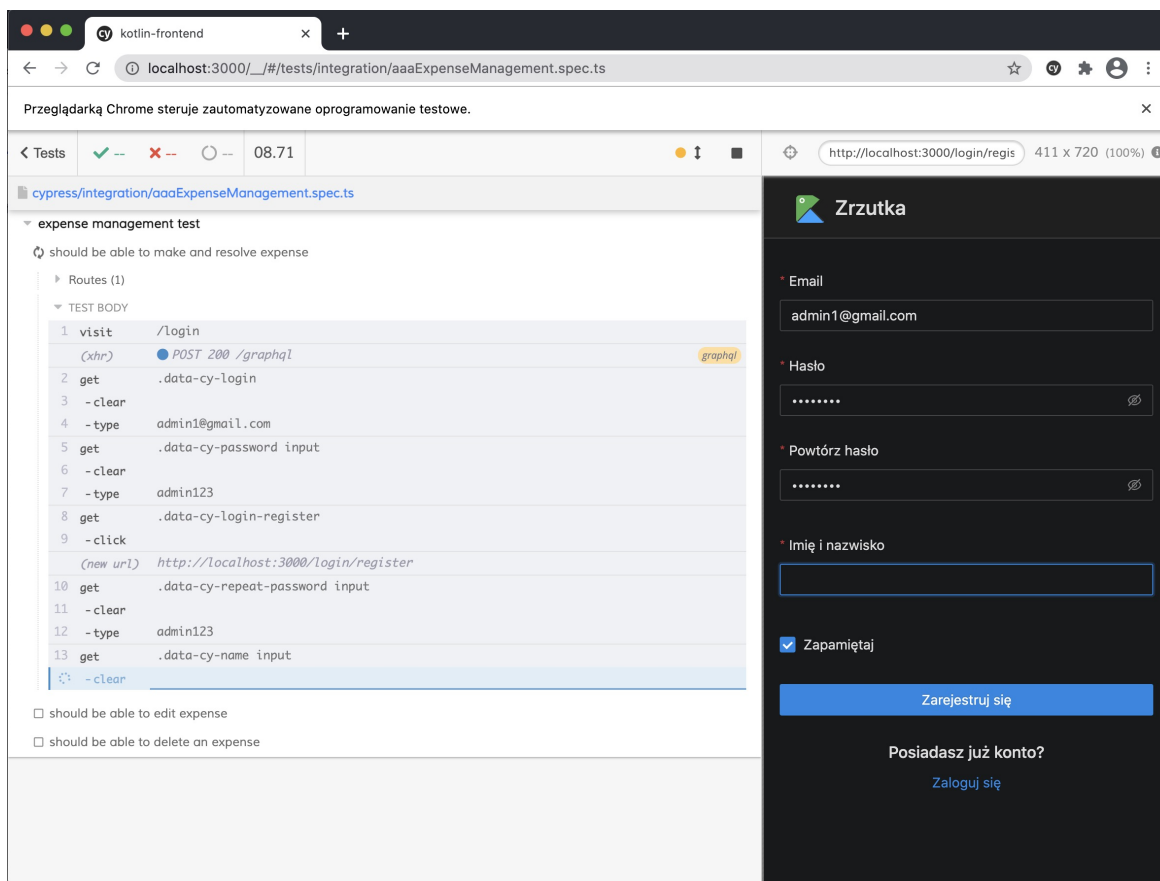 kotlin-frontend
localhost:3000/__/#/tests/integration/aaaExpenseManagement.spec.ts
Przeglądarką Chrome steruje zautomatyzowane oprogramowanie testowe.
Tests -- -- -- 08.71
http://localhost:3000/login/regis 411 x 720 (100%)
cypress/integration/aaaExpenseManagement.spec.ts
expense management test
should be able to make and resolve expense
Routes (1)
TEST BODY
1 visit /login
(xhr) POST 200 /graphql graphql
2 get .data-cy-login
3 -clear
4 -type admin1@gmail.com
5 get .data-cy-password input
6 -clear
7 -type admin123
8 get .data-cy-login-register
9 -click
(new url) http://localhost:3000/login/register
10 get .data-cy-repeat-password input
11 -clear
12 -type admin123
13 get .data-cy-name input
-clear
should be able to edit expense
should be able to delete an expense
Zrzutka
* Email
admin1@gmail.com
* Hasło
••••••••
* Powtórz hasło
••••••••
* Imię i nazwisko
Zapamiętaj
Zarejestruj się
Posiadasz już konto?
Zaloguj się